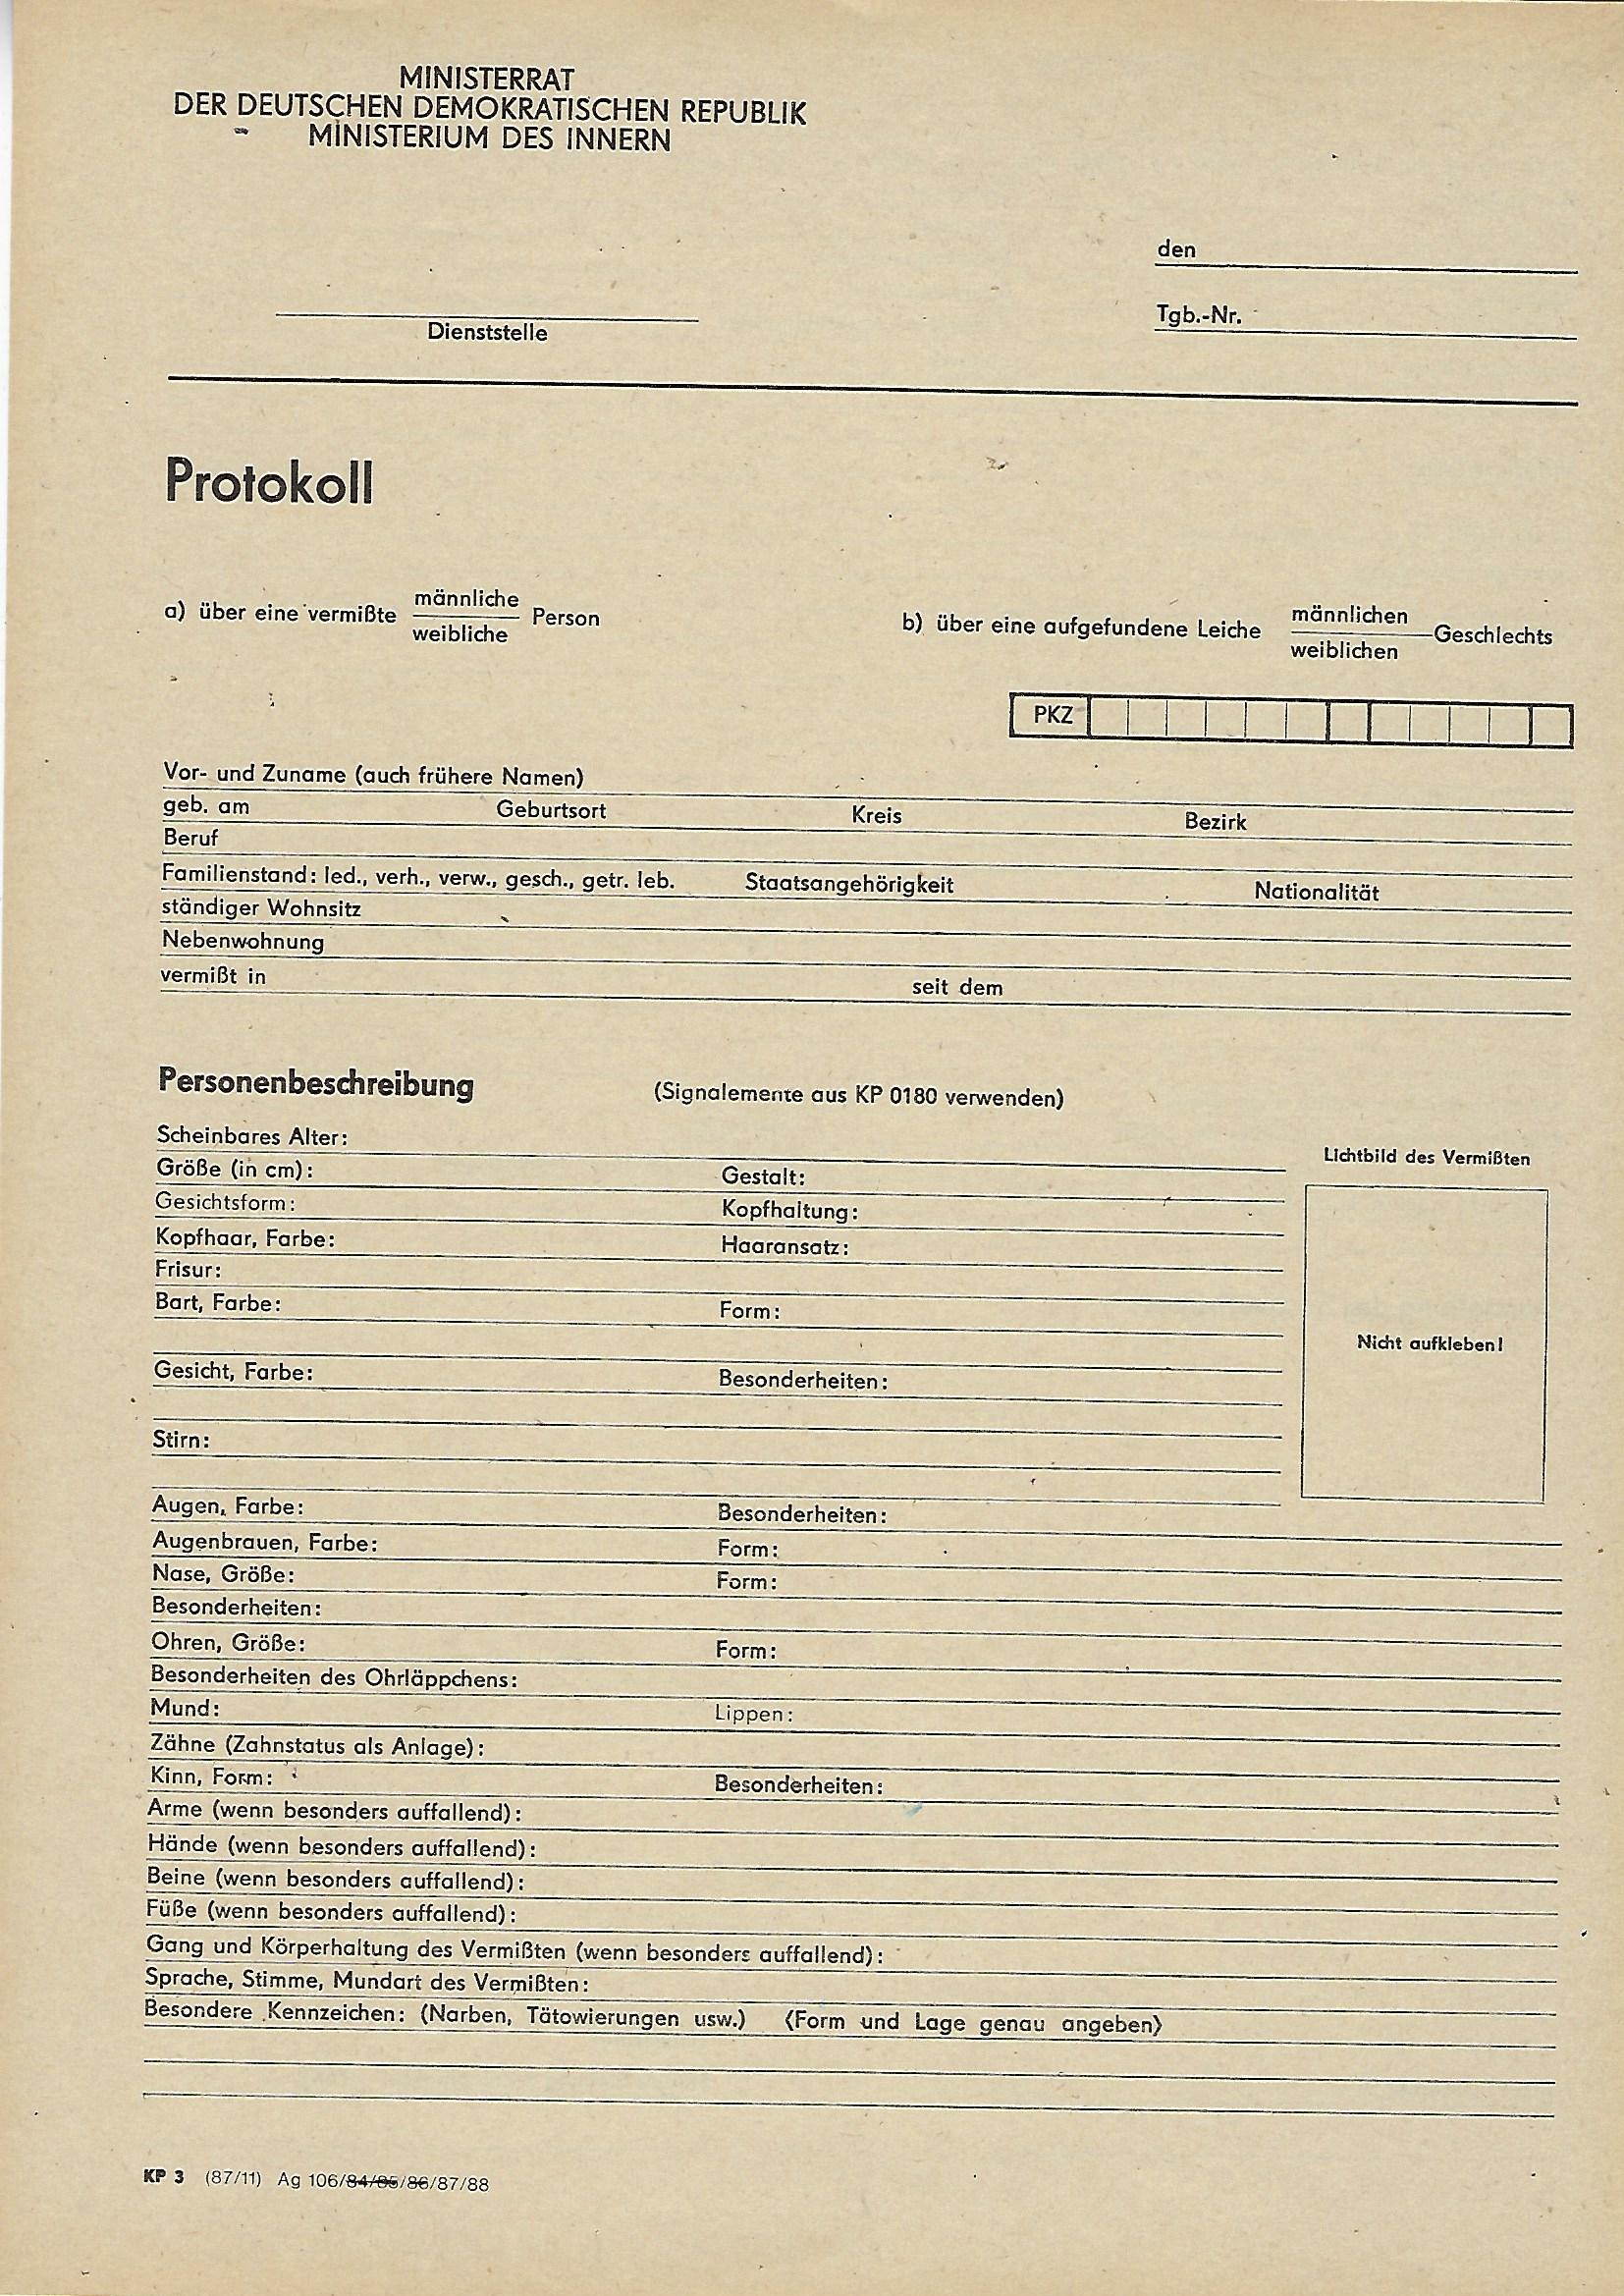 MINISTERRAT
DER DEUTSCHEN DEMOKRATISCHEN REPUBLIK
MINISTERIUM DES INNERN
den
Dienststelle
Tgb.-Nr.
Protokoll
a) über eine vermißte männliche Person
weibliche
b) über eine aufgefundene Leiche männlichen Geschlechts
weiblichen
PKZ
Vor- und Zuname (auch frühere Namen)
geb. am Geburtsort Kreis Bezirk
Beruf
Familienstand: led., verh., verw., gesch., getr. leb. Staatsangehörigkeit Nationalität
ständiger Wohnsitz
Nebenwohnung
vermißt in seit dem
Personenbeschreibung (Signalemente aus KP 0180 verwenden)
Scheinbares Alter:
Lichtbild des Vermißten
Größe (in cm): Gestalt:
Gesichtsform: Kopfhaltung:
Kopfhaar, Farbe: Haaransatz:
Frisur:
Bart, Farbe: Form:
Nicht aufkleben!
Gesicht, Farbe: Besonderheiten:
Stirn:
Augen, Farbe: Besonderheiten:
Augenbrauen, Farbe: Form:
Nase, Größe: Form:
Besonderheiten:
Ohren, Größe: Form:
Besonderheiten des Ohrläppchens:
Mund: Lippen:
Zähne (Zahnstatus als Anlage):
Kinn, Form: Besonderheiten:
Arme (wenn besonders auffallend):
Hände (wenn besonders auffallend):
Beine (wenn besonders auffallend):
Füße (wenn besonders auffallend):
Gang und Körperhaltung des Vermißten (wenn besonders auffallend):
Sprache, Stimme, Mundart des Vermißten:
Besondere Kennzeichen: (Narben, Tätowierungen usw.) (Form und Lage genau angeben)
KP 3 (87/11) Ag 106/84/85/86/87/88